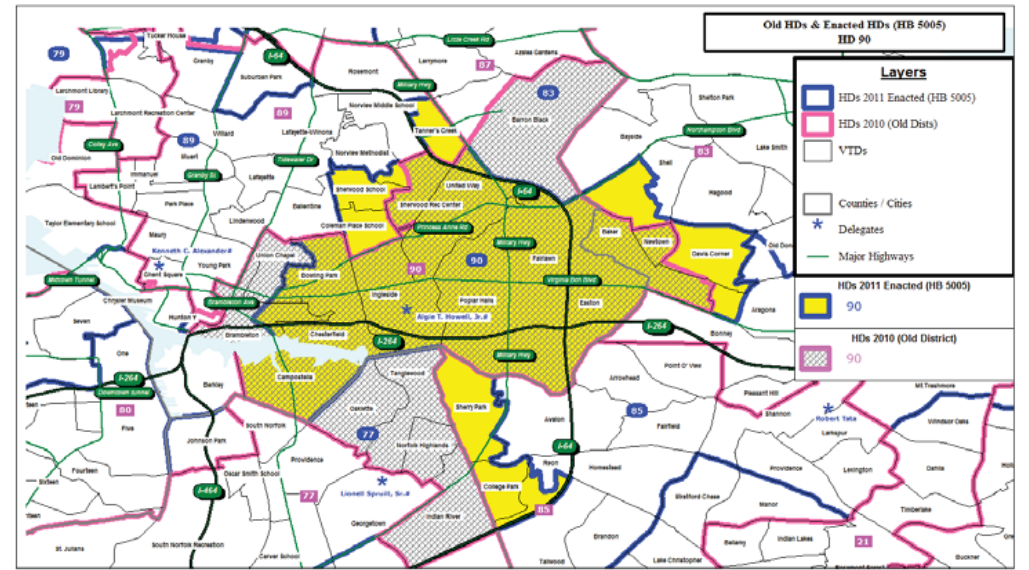 Old HDs & Enacted HDs (HB 5005)
HD 90
Layers
HDs 2011 Enacted (HB 5005)
HDs 2010 (Old Dists)
VTDs
Counties / Cities
Delegates
Major Highways
HDs 2011 Enacted (HB 5005)
90
HDs 2010 (Old District)
90
Tucker House
Little Creek Rd
Azalea Gardens
79
Granby
I-64
Larrymore
87
Rosemont
Suburban Park
Military Hwy
Larchmont Library
83
Sherwood School
79
Norview Middle School
Shelton Park
Larchmont Recreation Center
89
Barron Black
Willard
Lafayette-Winona
Tanner's Creek
Bayside
Northampton Blvd
89
Colley Ave
Muert
Norview Methodist
Lake Smith
83
Old Dominion
Tidewater Dr
Shell
Immanuel
Granby St
Lafayette
United Way
I-64
Lambert's Point
Ballentine
Hagood
Park Place
Sherwood Rec Center
Taylor Elementary School
Lindenwood
Coleman Place School
Princess Anne Rd
Maury
Baker
Newtown
Military Hwy
Kenneth C. Alexander#
Union Chapel
Fairlawn
Davis Corner
Ghent Square
Young Park
90
90
Bowling Park
Midtown Tunnel
Virginia Bch Blvd
Chrysler Museum
Brambleton Ave
Ingleside
Poplar Halls
Easton
Aragona
Hunton Y
Algie T. Howell, Jr.#
Seven
Brambleton
Chesterfield
I-264
Bonney
One
I-264
Military Hwy
Point O' View
I-264
Berkley
Campostella
Tanglewood
Arrowhead
Mt Trashmore
Downtown Tunnel
Pleasant Hill
80
Sherry Park
85
Shannon
Robert Tata
Five
Oaklette
Avalon
Fairfield
Windsor Oaks
South Norfolk
77
Larkspur
Johnson Park
Norfolk Highlands
I-64
Fourteen
Providence
Reon
Homestead
Providence
Lexington
Dahlia
Sixteen
Oscar Smith School
Lionell Spruill, Sr.#
College Park
I-464
77
Stratford Chase
Manor
Timberlake
Georgetown
Indian River
85
St. Julians
South Norfolk Recreation
Carver School
Brandon
Bellamy
Indian Lakes
21
Tallwood
Lake Christopher
Buckner